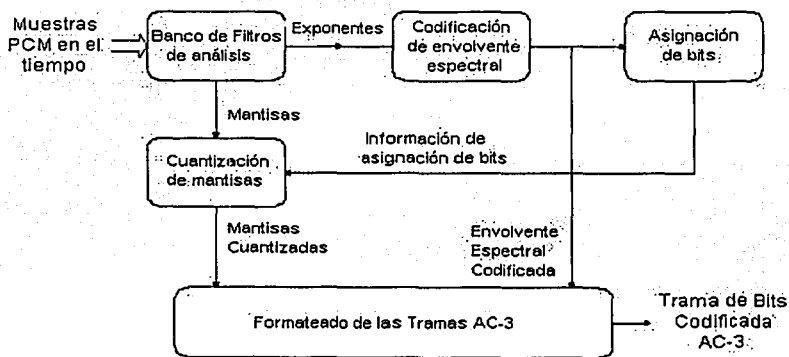 Muestras
PCM en el
tiempo
Banco de Filtros
de análisis
Exponentes
Codificación
de envolvente
espectral
Asignación
de bits
Mantisas
Información de
asignación de bits
Cuantización
de mantisas
Mantisas
Cuantizadas
Envolvente
Espectral
Codificada
Formateado de las Tramas AC-3
Trama de Bits
Codificada
AC-3